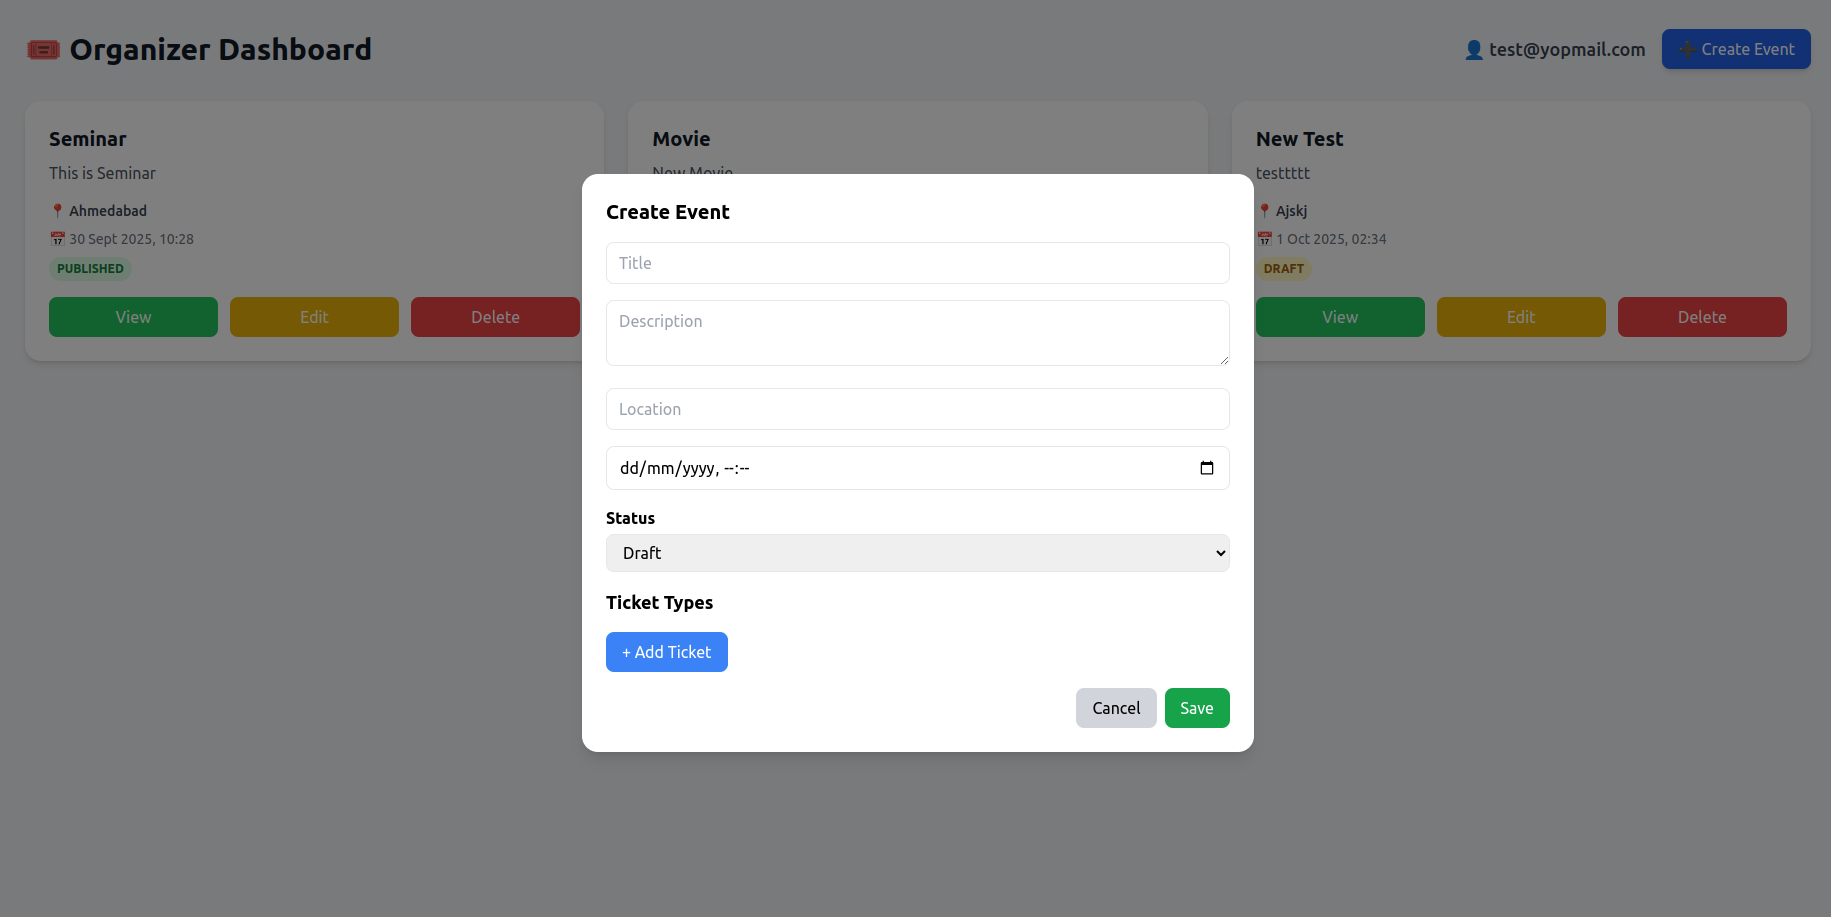 Organizer Dashboard
test@yopmail.com
Create Event
Seminar
This is Seminar
Ahmedabad
30 Sept 2025, 10:28
PUBLISHED
View Edit Delete
Movie
New Movie
New Test
testtttt
Ajskj
1 Oct 2025, 02:34
DRAFT
View Edit Delete
Create Event
Title
Description
Location
dd/mm/yyyy, --:--
Status
Draft
Ticket Types
+ Add Ticket
Cancel Save